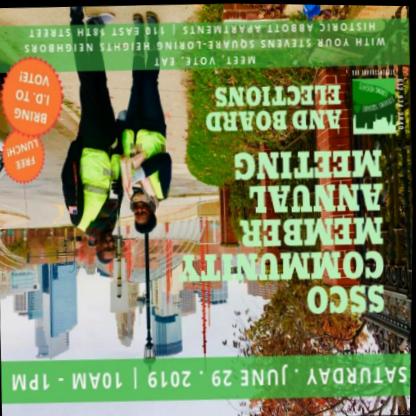 SATURDAY . JUNE 29 . 2019 | 10AM - 1PM
SSCO
COMMUNITY
MEMBER
ANNUAL
MEETING
AND BOARD
ELECTIONS
FREE
LUNCH!
BRING
I.D. TO
VOTE!
MEET, VOTE, EAT
WITH YOUR STEVENS SQUARE-LORING HEIGHTS NEIGHBORS
HISTORIC ABBOTT APARTMENTS | 110 EAST 18TH STREET